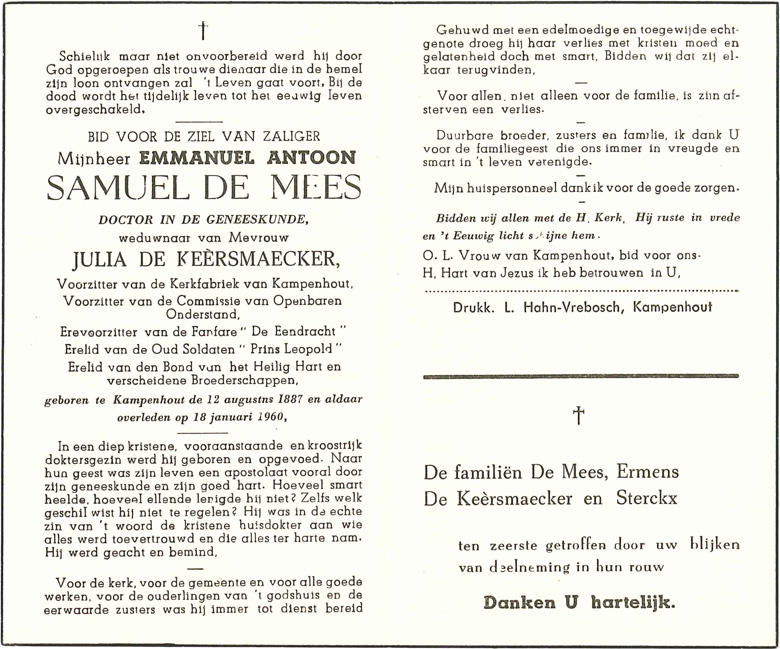 Schielijk maar niet onvoorbereid werd hij door
God opgeroepen als trouwe dienaar die in de hemel
zijn loon ontvangen zal 't Leven gaat voort, Bij de
dood wordt het tijdelijk leven tot het eeuwig leven
overgeschakeld.
BID VOOR DE ZIEL VAN ZALIGER
Mijnheer EMMANUEL ANTOON
SAMUEL DE MEES
DOCTOR IN DE GENEESKUNDE,
weduwnaar van Mevrouw
JULIA DE KEÈRSMAECKER,
Voorzitter van de Kerkfabriek van Kampenhout,
Voorzitter van de Commissie van Openbaren
Onderstand,
Erevoorzitter van de Fanfare " De Eendracht "
Erelid van de Oud Soldaten " Prins Leopold "
Erelid van den Bond van het Heilig Hart en
verscheidene Broederschappen,
geboren te Kampenhout de 12 augustns 1887 en aldaar
overleden op 18 januari 1960,
In een diep kristene, vooraanstaande en kroostrijk
doktersgezin werd hij geboren en opgevoed. Naar
hun geest was zijn leven een apostolaat vooral door
zijn geneeskunde en zijn goed hart. Hoeveel smart
heelde, hoeveel ellende lenigde hij niet? Zelfs welk
geschil wist hij niet te regelen? Hij was in de echte
zin van 't woord de kristene huisdokter aan wie
alles werd toevertrouwd en die alles ter harte nam.
Hij werd geacht en bemind,
Voor de kerk, voor de gemeente en voor alle goede
werken, voor de ouderlingen van 't godshuis en de
eerwaarde zusters was hij immer tot dienst bereid
Gehuwd met een edelmoedige en toegewijde echt-
genote droeg hij haar verlies met kristen moed en
gelatenheid doch met smart, Bidden wij dat zij el-
kaar terugvinden,
Voor allen, niet alleen voor de familie, is zijn af-
sterven een verlies.
Duurbare broeder, zusters en familie, ik dank U
voor de familiegeest die ons immer in vreugde en
smart in 't leven verenigde.
Mijn huispersonneel dank ik voor de goede zorgen.
Bidden wij allen met de H. Kerk, Hij ruste in vrede
en 't Eeuwig licht schijne hem.
O. L. Vrouw van Kampenhout, bid voor ons-
H, Hart van Jezus ik heb betrouwen in U,
Drukk. L. Hahn-Vrebosch, Kampenhout
De familiën De Mees, Ermens
De Keèrsmaecker en Sterckx
ten zeerste getroffen door uw blijken
van deelneming in hun rouw
Danken U hartelijk.